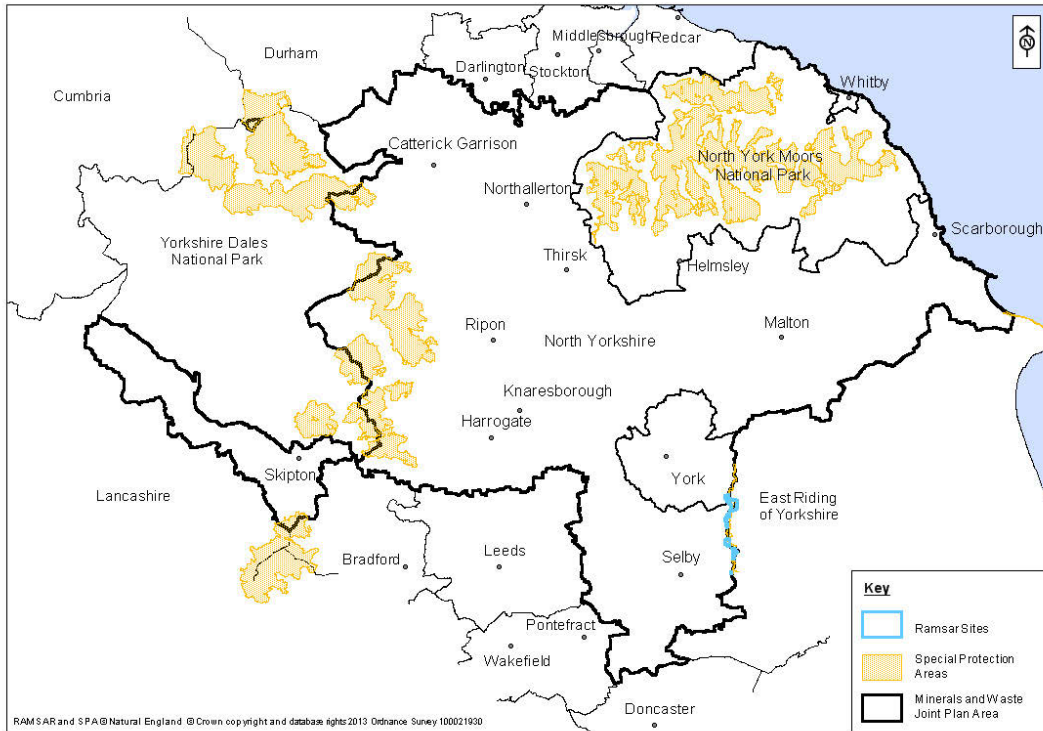 Durham
Middlesbrough
Redcar
Darlington
Stockton
N
Cumbria
Whitby
Catterick Garrison
North York Moors
National Park
Northallerton
Scarborough
Yorkshire Dales
National Park
Thirsk
Helmsley
Ripon
North Yorkshire
Malton
Knaresborough
Harrogate
Skipton
York
Lancashire
East Riding
of Yorkshire
Bradford
Leeds
Selby
Pontefract
Wakefield
Doncaster
Key
Ramsar Sites
Special Protection
Areas
Minerals and Waste
Joint Plan Area
RAMSAR and SPA © Natural England © Crown copyright and database rights 2013 Ordnance Survey 100021930